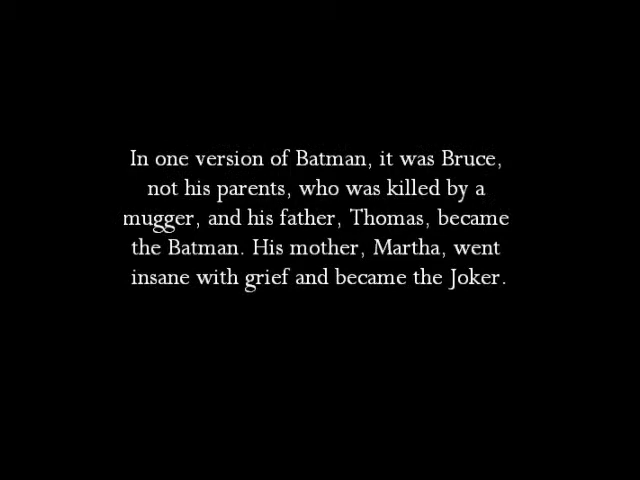 In one version of Batman, it was Bruce,
not his parents, who was killed by a
mugger, and his father, Thomas, became
the Batman. His mother, Martha, went
insane with grief and became the Joker.